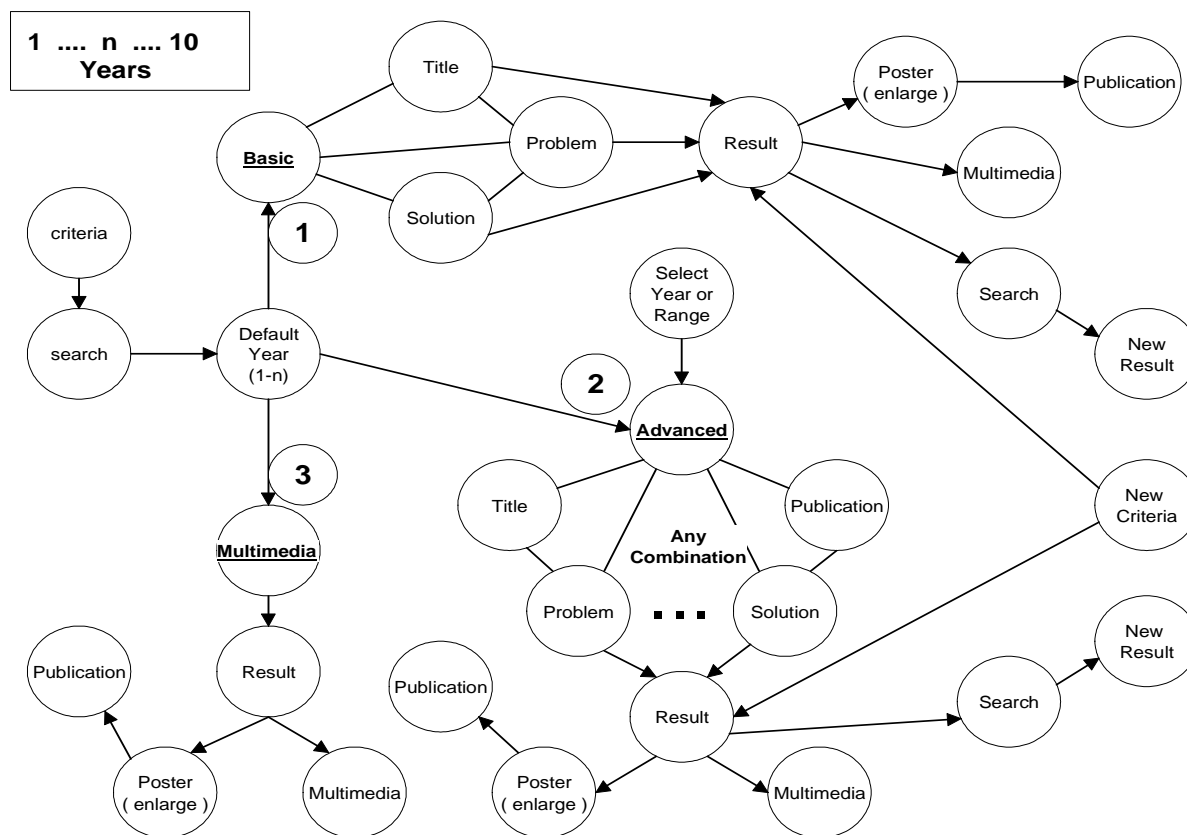 1 .... n .... 10
Years
Title
Poster
( enlarge )
Publication
Basic
Problem
Result
Multimedia
Solution
1
criteria
Select
Year or
Range
Search
search
Default
Year
(1-n)
New
Result
2
Advanced
3
Title
Publication
New
Criteria
Any
Combination
Multimedia
Problem
...
Solution
New
Result
Publication
Result
Publication
Result
Search
Poster
( enlarge )
Multimedia
Poster
( enlarge )
Multimedia